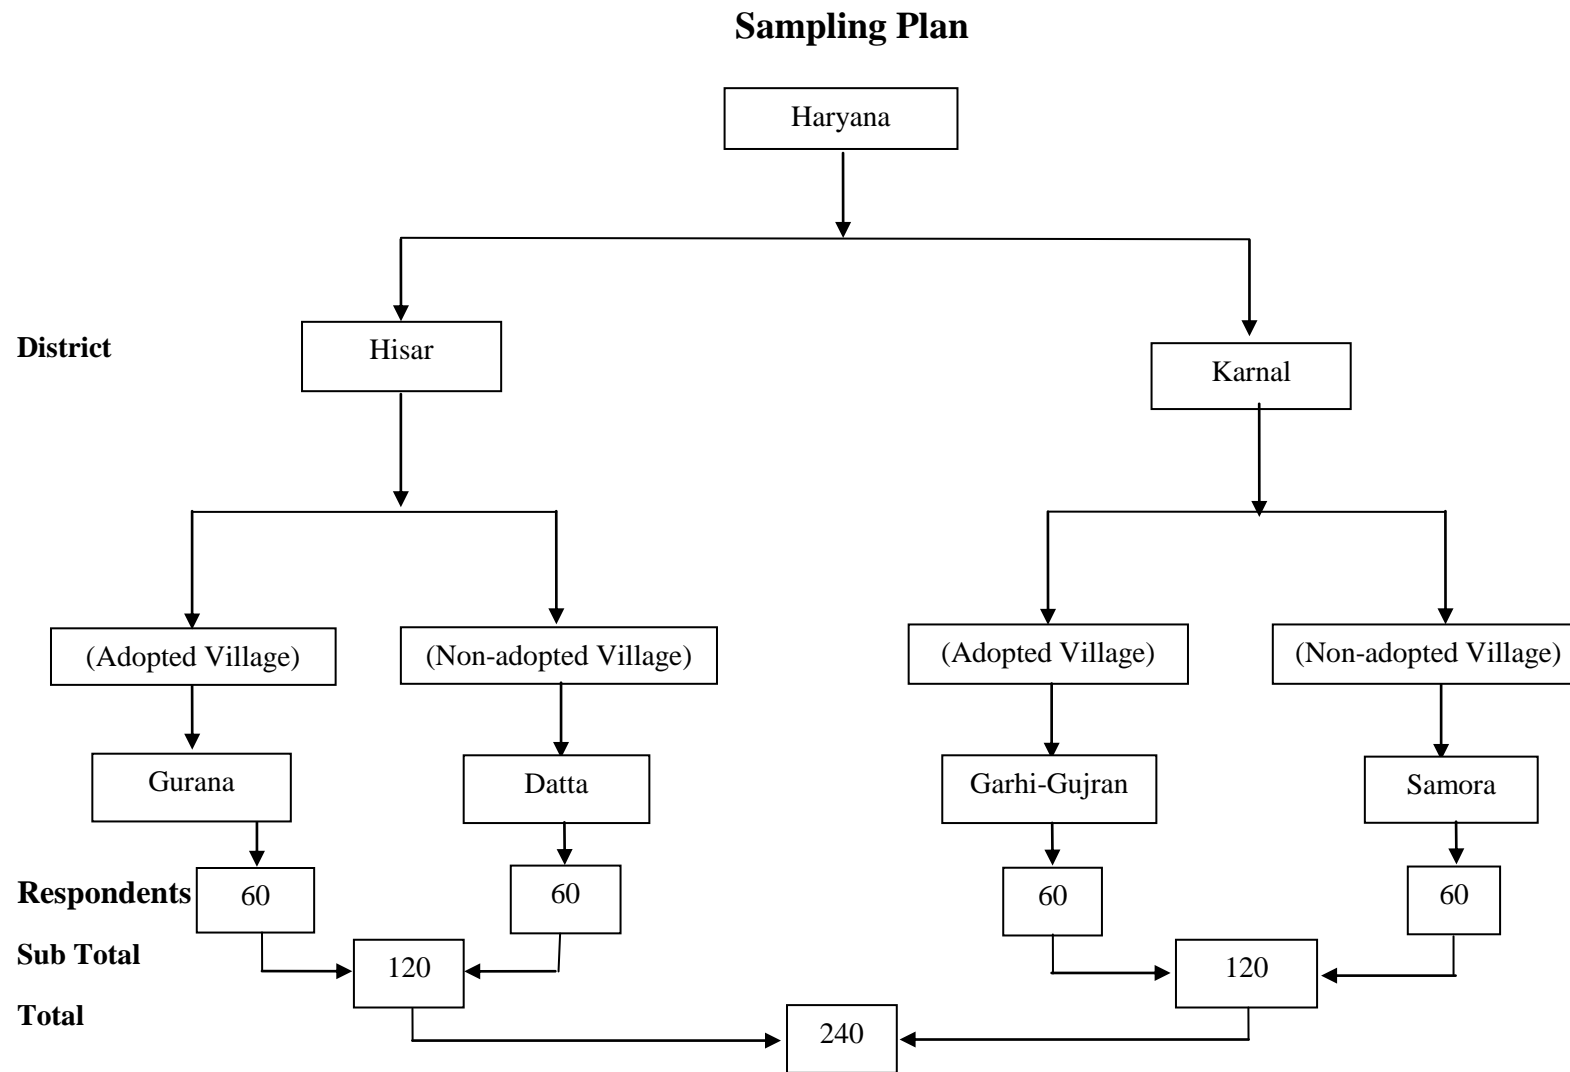 Sampling Plan
Haryana
District
Hisar
Karnal
(Adopted Village)
(Non-adopted Village)
(Adopted Village)
(Non-adopted Village)
Gurana
Datta
Garhi-Gujran
Samora
Respondents
60
60
60
60
Sub Total
120
120
Total
240